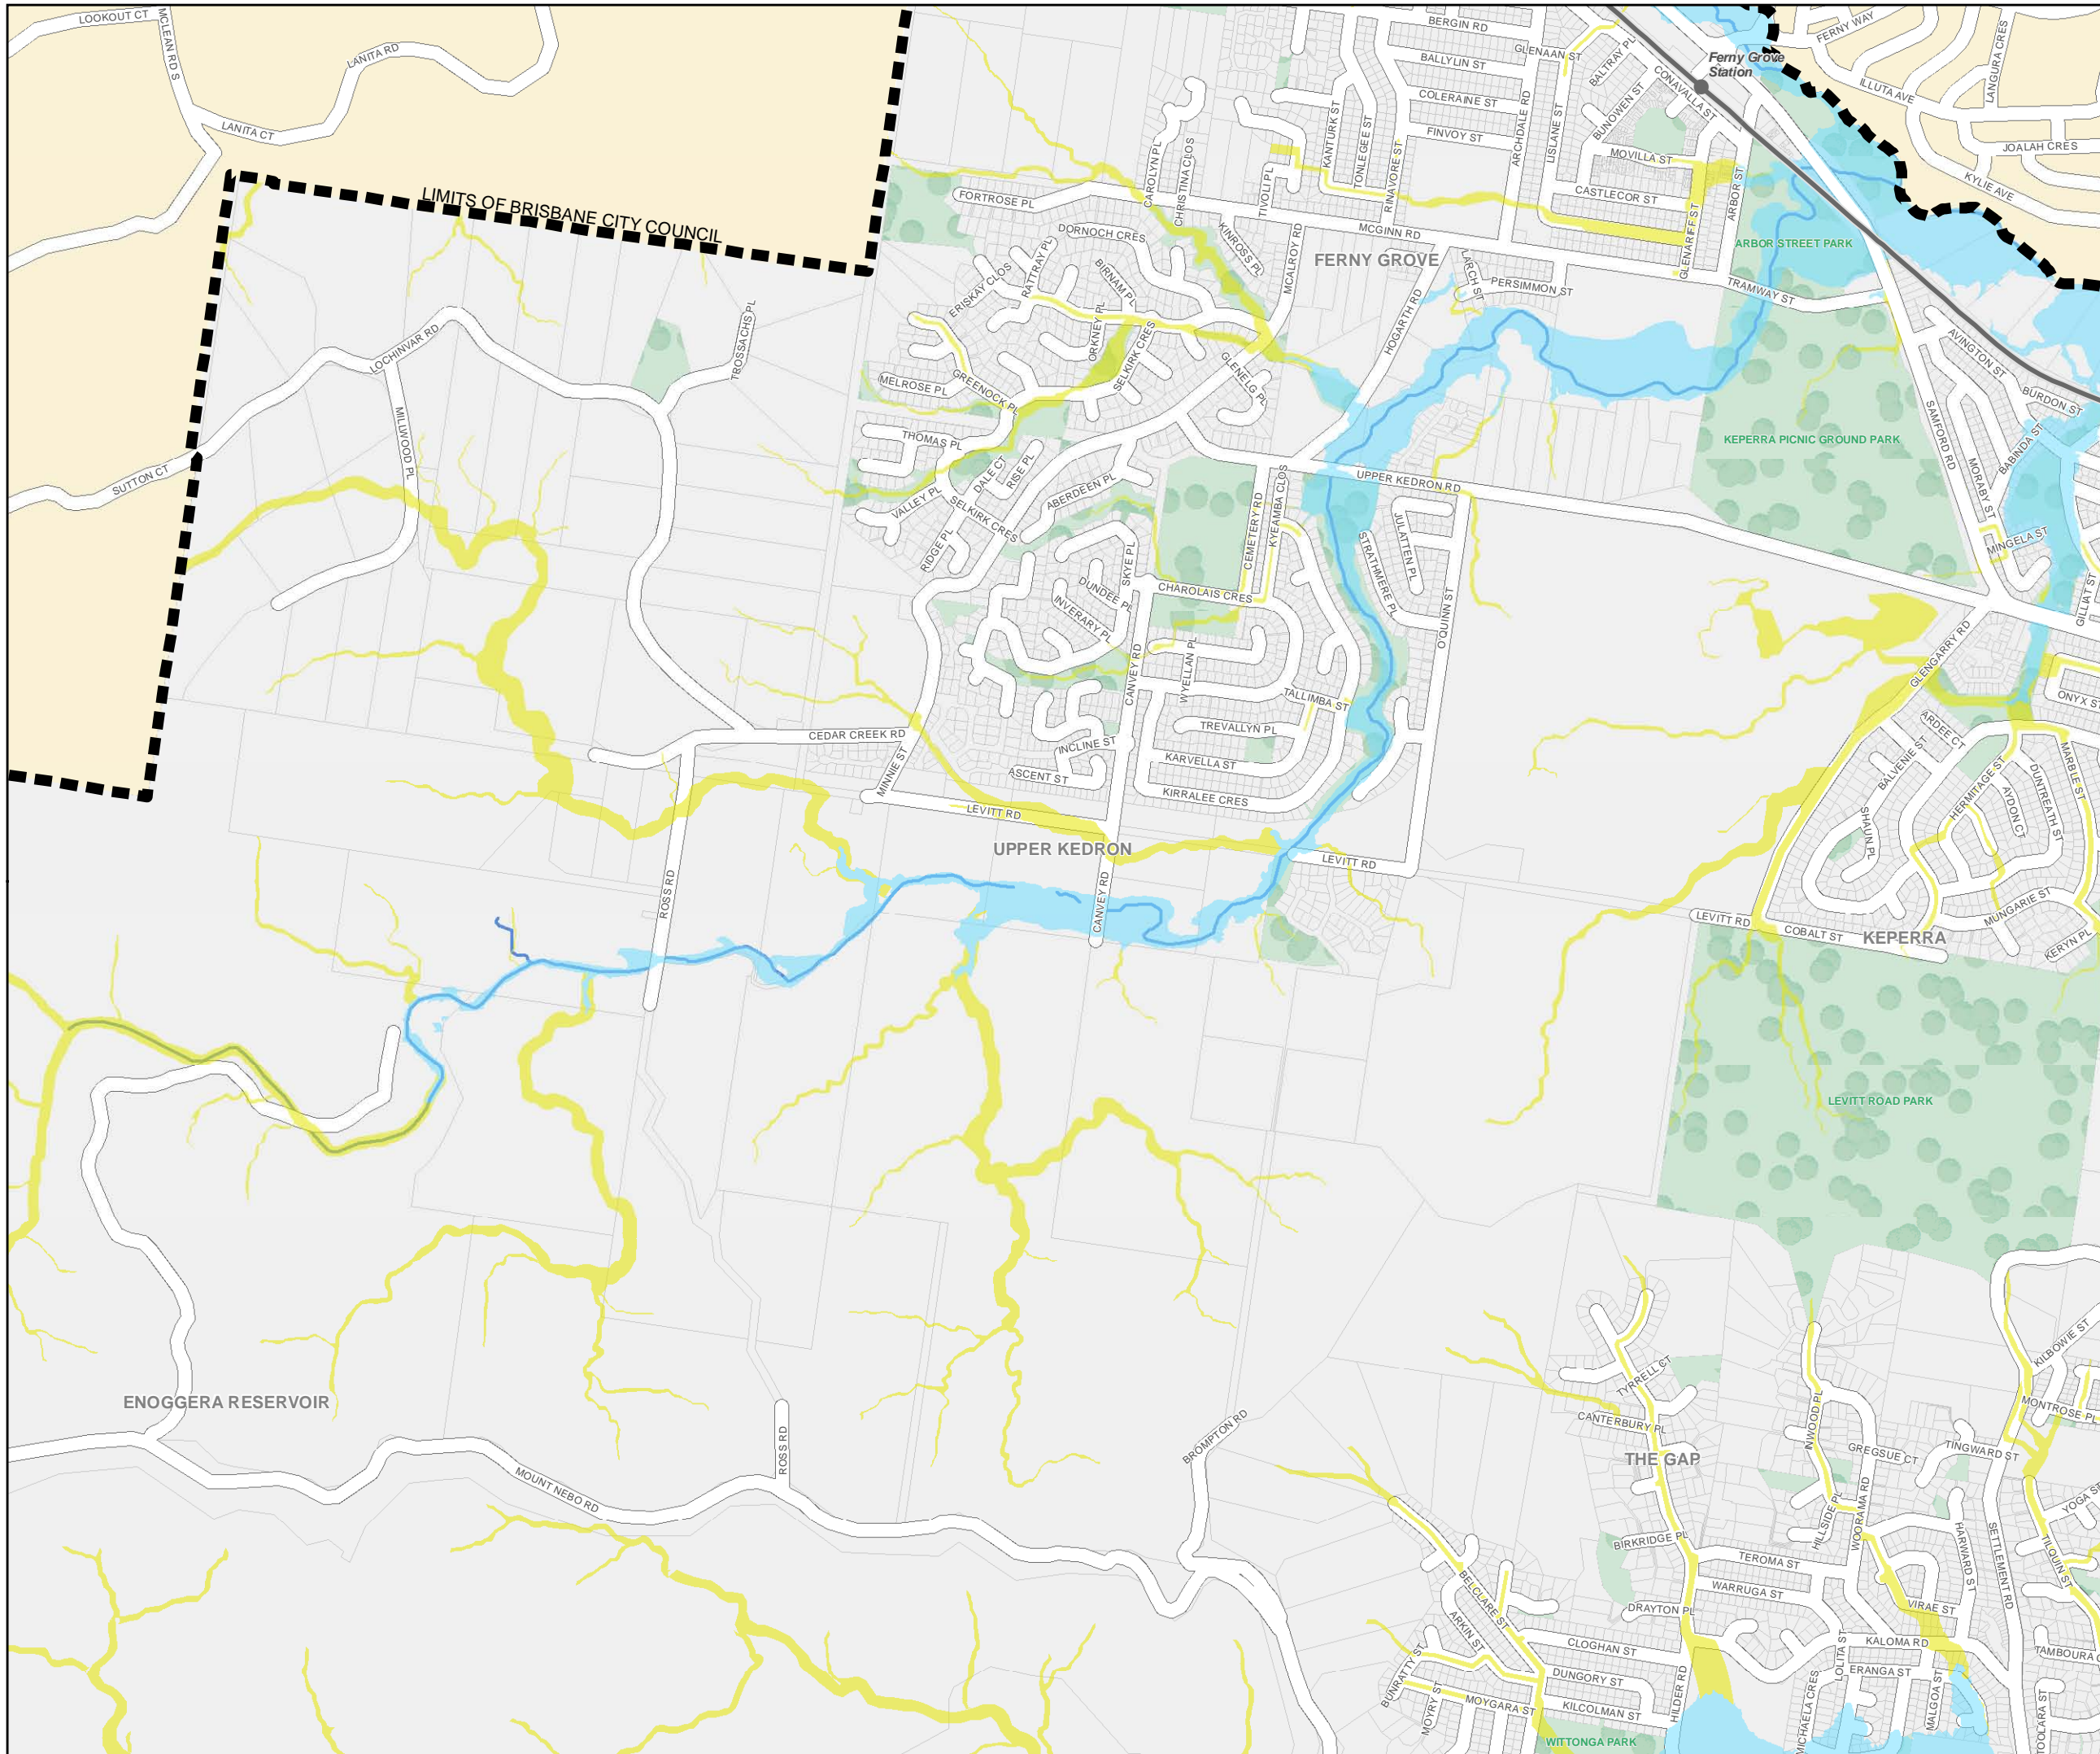 LOOKOUT CT
MCLEAN RD S
LANITA RD
LANITA CT
LIMITS OF BRISBANE CITY COUNCIL
BERGIN RD
GLENAAN ST
BALLYLIN ST
COLERAINE ST
FINVOY ST
ARCHDALE RD
LISLANE ST
BALTRAY PL
BUNOWEN ST
CONAVALLA ST
Ferny Grove
Station
FERNY WAY
ILLUTA AVE
LANGURA CRES
JOALAH CRES
KYLIE AVE
MOVILLA ST
CASTLECOR ST
GLENARIFF ST
ARBOR ST
ARBOR STREET PARK
KANTURK ST
TONLEGEE ST
RINAVORE ST
TIVOLI PL
CAROLYN PL
CHRISTINA CLOS
FORTROSE PL
DORNOCH CRES
KINROSS PL
MCALROY RD
MCGINN RD
FERNY GROVE
LARCH ST
PERSIMMON ST
TRAMWAY ST
HOGARTH RD
ERISKAY CLOS
RATTRAY PL
BIRNAM PL
ORKNEY PL
SELKIRK CRES
GLENELG PL
MELROSE PL
GREENOCK PL
THOMAS PL
VALLEY PL
DALE CT
RISE PL
SELKIRK CRES
RIDGE PL
ABERDEEN PL
LOCHINVAR RD
TROSSACHS PL
MILLWOOD PL
SUTTON CT
AVINGTON ST
BURDON ST
SAMFORD RD
MORABY ST
BABINDA ST
MINGELA ST
GILLIAT ST
KEPERRA PICNIC GROUND PARK
UPPER KEDRON RD
CEMETERY RD
KYEAMBA CLOS
JULATTEN PL
STRATHMERE PL
O'QUINN ST
SKYE PL
DUNDEE PL
INVERARY PL
CHAROLAIS CRES
CANVEY RD
WYELLAN PL
TALLIMBA ST
TREVALLYN PL
KARVELLA ST
KIRRALEE CRES
INCLINE ST
ASCENT ST
CEDAR CREEK RD
MINNIE ST
LEVITT RD
UPPER KEDRON
LEVITT RD
ROSS RD
CANVEY RD
GLENGARRY RD
ONYX ST
ARDEE CT
BALVENIE ST
HERMITAGE ST
MARBLE ST
DUNTREATH ST
AYDON CT
SHAUN PL
MUNGARIE ST
KERYN PL
LEVITT RD
COBALT ST
KEPERRA
LEVITT ROAD PARK
ENOGGERA RESERVOIR
MOUNT NEBO RD
ROSS RD
BROMPTON RD
TYRRELL CT
CANTERBURY PL
THE GAP
INWOOD PL
GREGSUE CT
TINGWARD ST
KILBOWIE ST
MONTROSE PL
HILLSIDE PL
WOORAMA RD
HARWARD ST
SETTLEMENT RD
TILQUIN ST
BIRKRIDGE PL
TEROMA ST
WARRUGA ST
DRAYTON PL
VIRAE ST
KALOMA RD
LOLITA ST
ERANGA ST
MALGOA ST
MICHAELA CRES
TOOLARA ST
BELCLARE ST
ARKIN ST
CLOGHAN ST
DUNGORY ST
BUNRATTY ST
MOYRY ST
MOYGARA ST
KILCOLMAN ST
HILDER RD
WITTONGA PARK